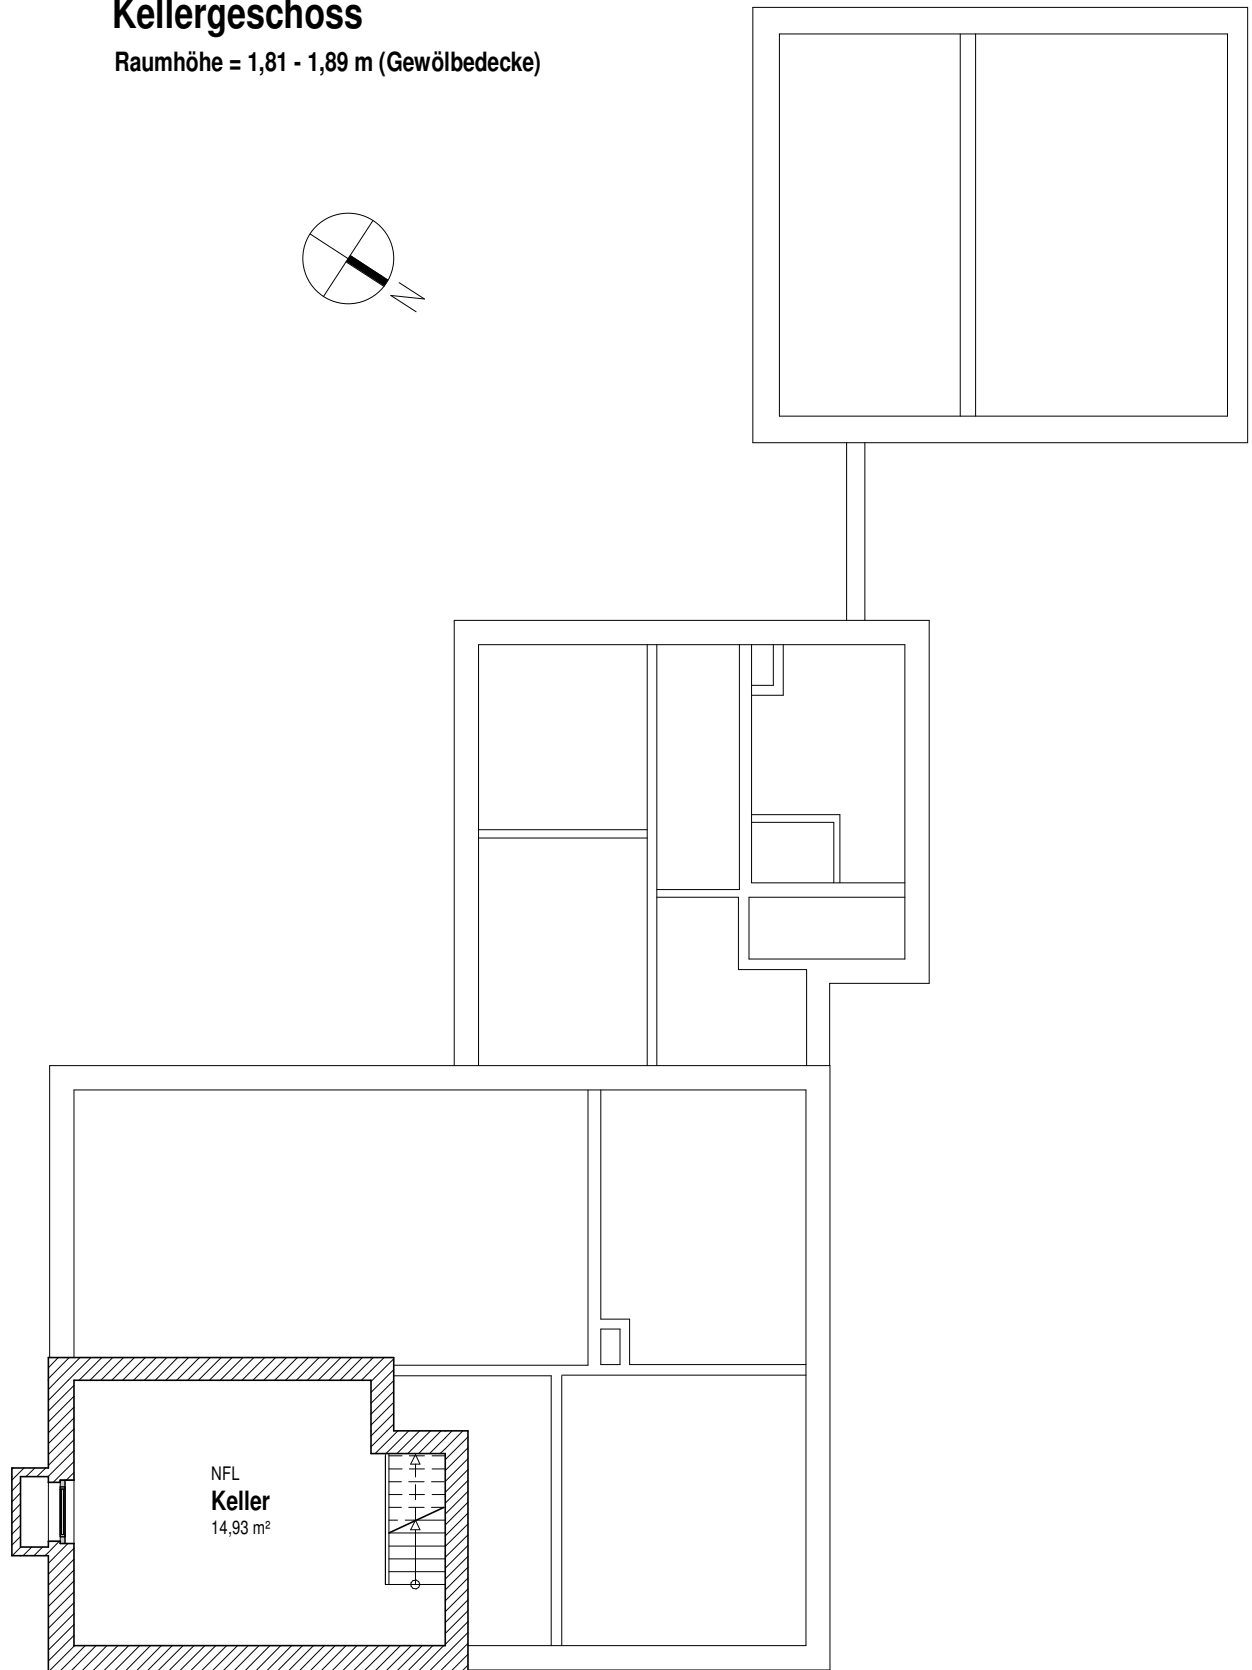 Kellergeschoss
Raumhöhe = 1,81 - 1,89 m (Gewölbedecke)
N
NFL
Keller
14,93 m²